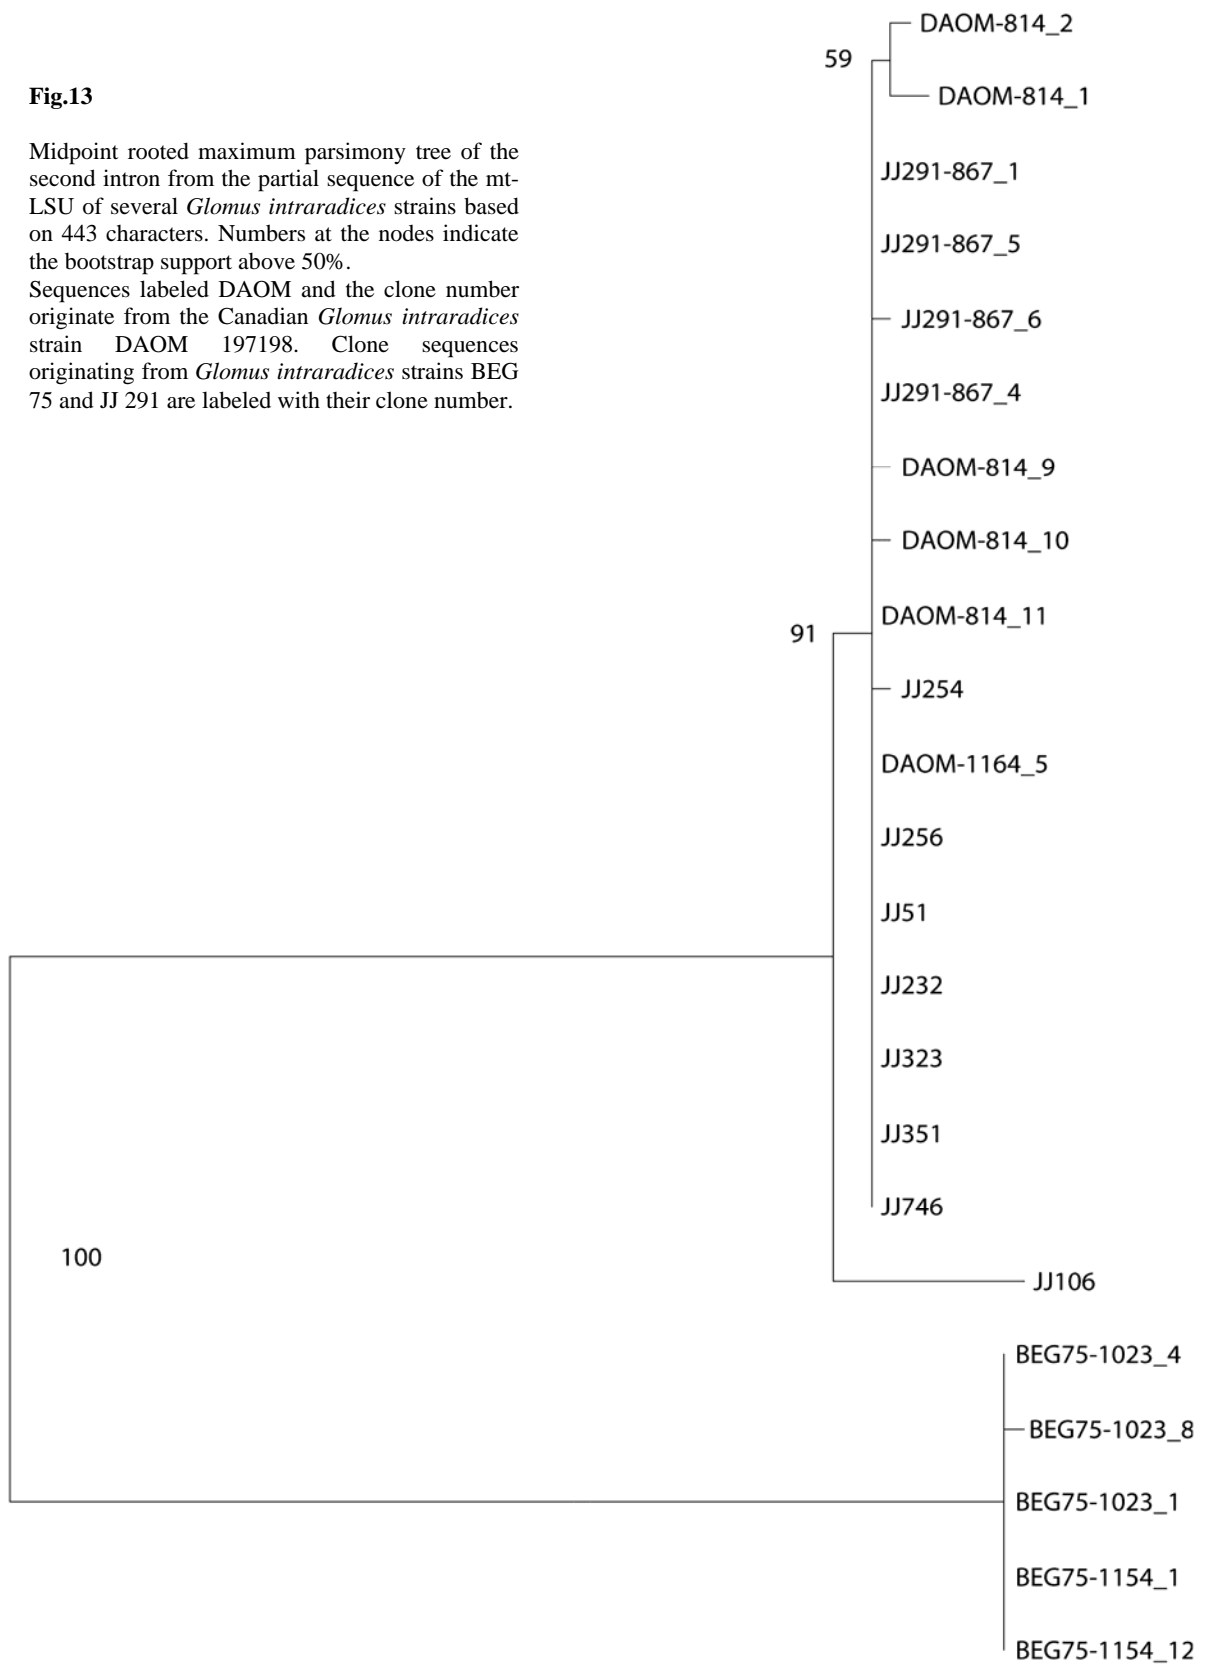 Fig.13
Midpoint rooted maximum parsimony tree of the
second intron from the partial sequence of the mt-
LSU of several Glomus intraradices strains based
on 443 characters. Numbers at the nodes indicate
the bootstrap support above 50%.
Sequences labeled DAOM and the clone number
originate from the Canadian Glomus intraradices
strain DAOM 197198. Clone sequences
originating from Glomus intraradices strains BEG
75 and JJ 291 are labeled with their clone number.
DAOM-814_2
59
DAOM-814_1
JJ291-867_1
JJ291-867_5
JJ291-867_6
JJ291-867_4
DAOM-814_9
DAOM-814_10
DAOM-814_11
91
JJ254
DAOM-1164_5
JJ256
JJ51
JJ232
JJ323
JJ351
JJ746
100
JJ106
BEG75-1023_4
BEG75-1023_8
BEG75-1023_1
BEG75-1154_1
BEG75-1154_12